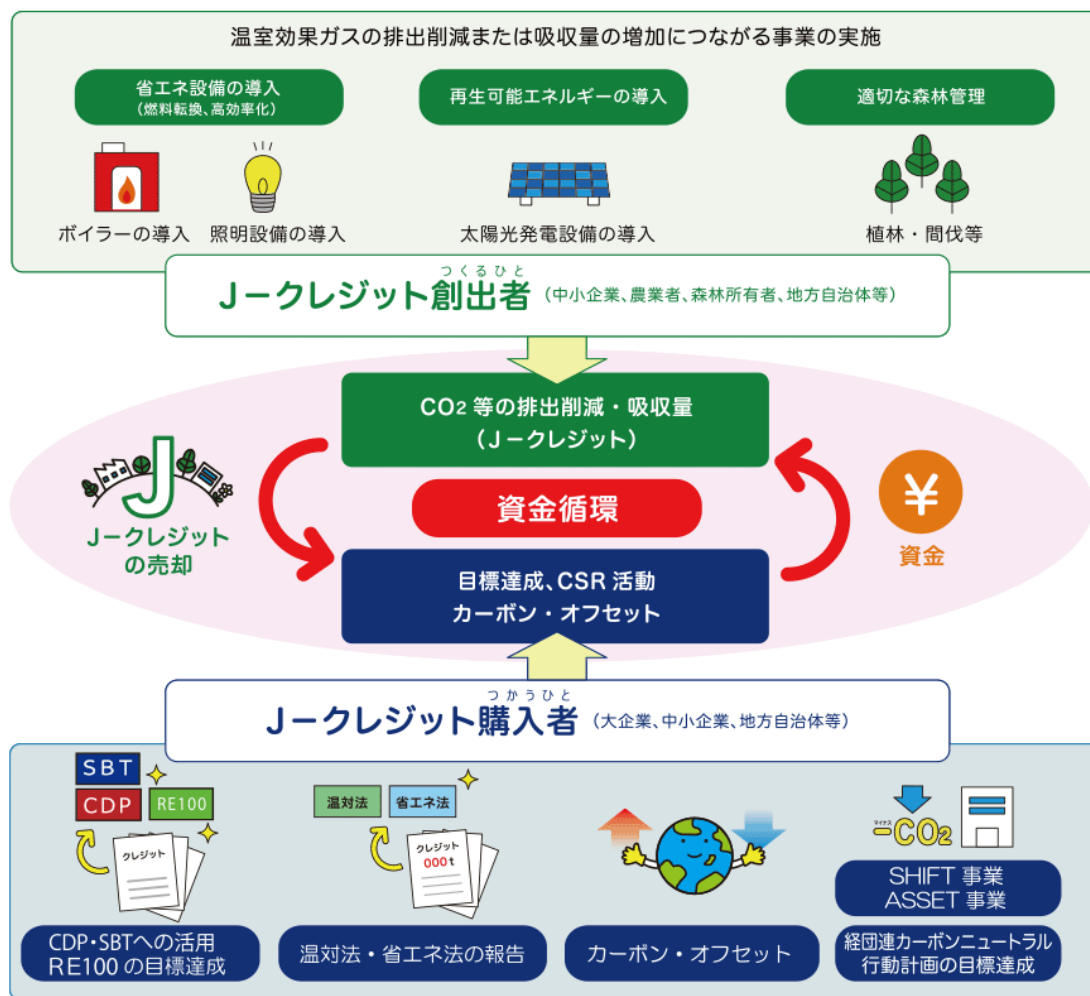 温室効果ガスの排出削減または吸収量の増加につながる事業の実施
省エネ設備の導入
(燃料転換、高効率化)
再生可能エネルギーの導入
適切な森林管理
ボイラーの導入
照明設備の導入
太陽光発電設備の導入
植林・間伐等
つくるひと
Jークレジット創出者
(中小企業、農業者、森林所有者、地方自治体等)
CO2 等の排出削減・吸収量
(Jークレジット)
資金循環
J
Jークレジット
の売却
¥
資金
目標達成、CSR 活動
カーボン・オフセット
つかうひと
Jークレジット購入者
(大企業、中小企業、地方自治体等)
SBT
CDP
RE100
クレジット
CDP・SBTへの活用
RE100 の目標達成
温対法
省エネ法
クレジット
000t
温対法・省エネ法の報告
カーボン・オフセット
マイナス
-CO2
SHIFT 事業
ASSET 事業
経団連カーボンニュートラル
行動計画の目標達成